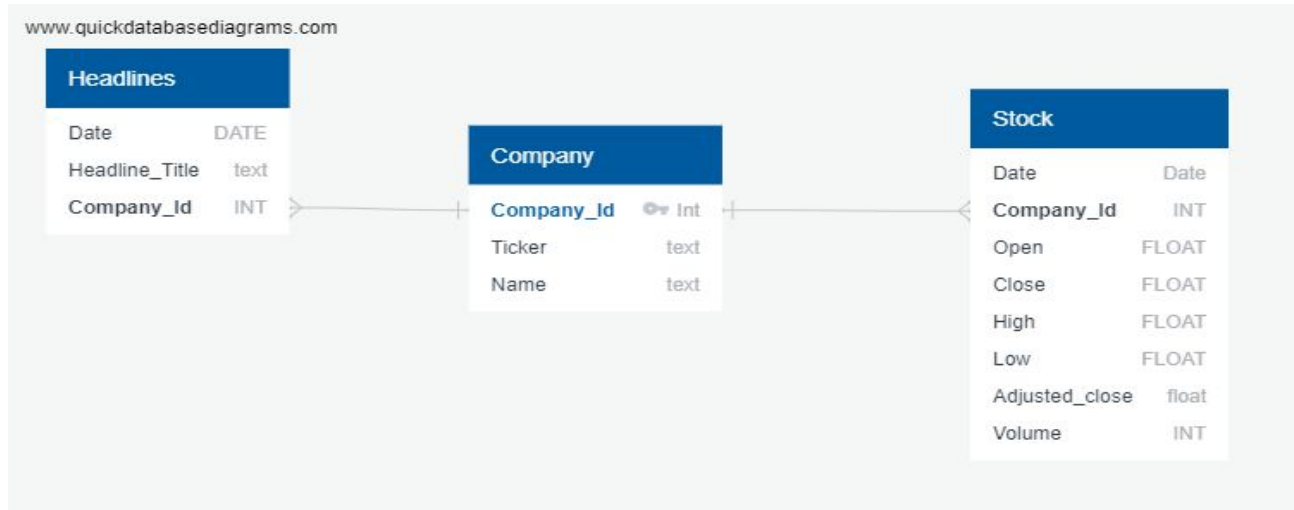 www.quickdatabasediagrams.com
Headlines
Date DATE
Headline_Title text
Company_Id INT
Company
Company_Id Int
Ticker text
Name text
Stock
Date Date
Company_Id INT
Open FLOAT
Close FLOAT
High FLOAT
Low FLOAT
Adjusted_close float
Volume INT